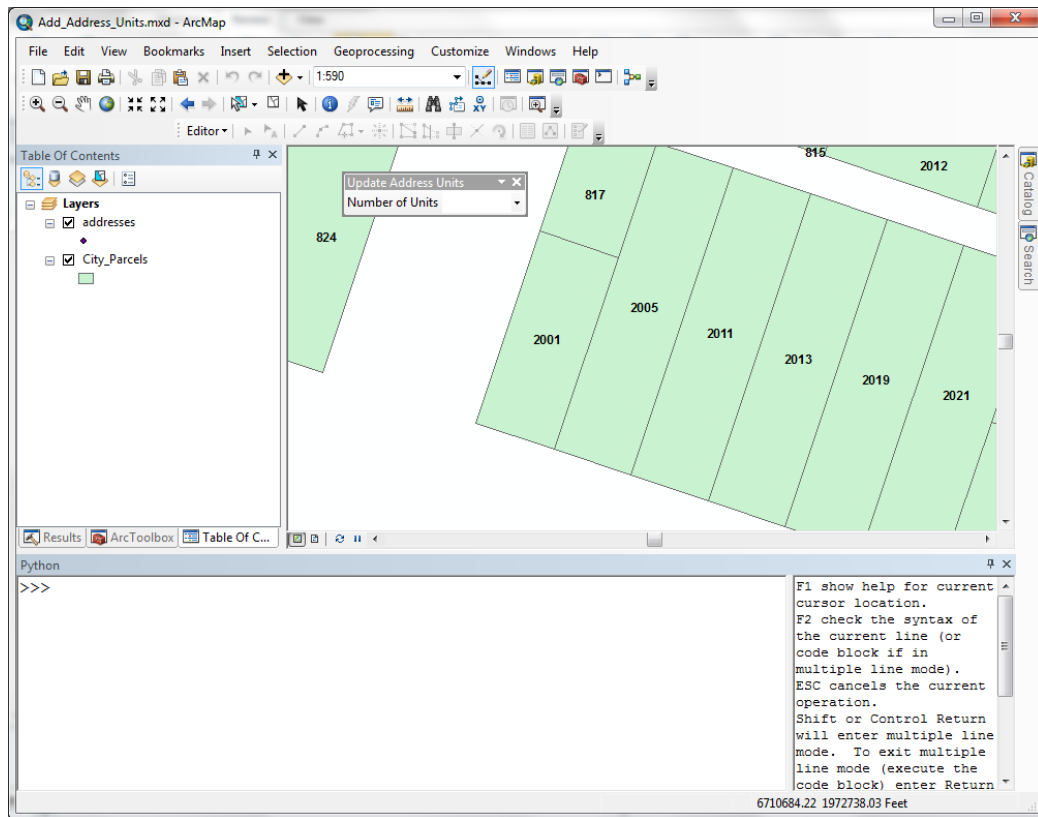 Add_Address_Units.mxd - ArcMap
File Edit View Bookmarks Insert Selection Geoprocessing Customize Windows Help
1:590
Editor
Table Of Contents
Layers
addresses
City_Parcels
Results ArcToolbox Table Of C...
Update Address Units
Number of Units
815
2012
817
824
2005
2001
2011
2013
2019
2021
Catalog
Search
Python
>>>
F1 show help for current
cursor location.
F2 check the syntax of
the current line (or
code block if in
multiple line mode).
ESC cancels the current
operation.
Shift or Control Return
will enter multiple line
mode. To exit multiple
line mode (execute the
code block) enter Return
6710684.22 1972738.03 Feet